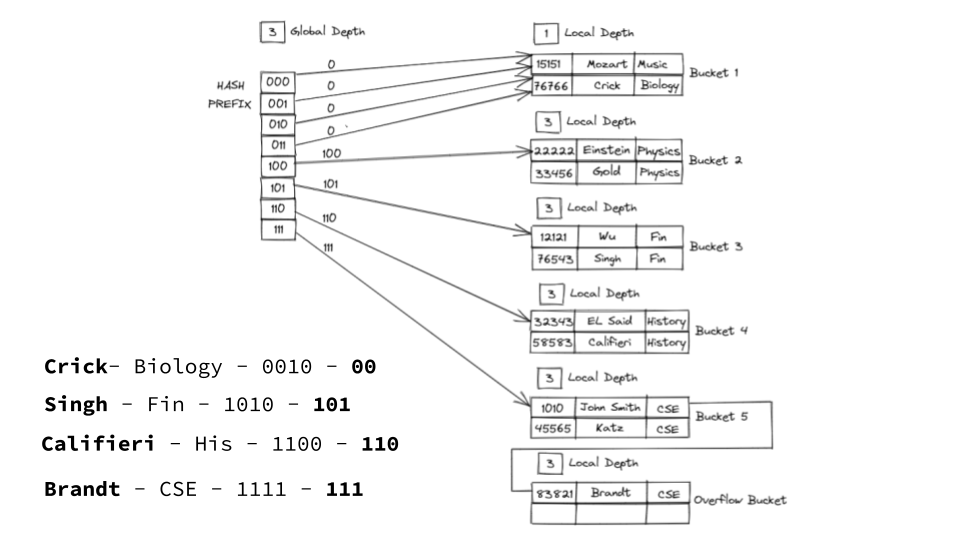 3 Global Depth
1 Local Depth
HASH
PREFIX
000
001
010
011
100
101
110
111
0
0
0
0
100
101
110
111
15151 Mozart Music
76766 Crick Biology
Bucket 1
3 Local Depth
22222 Einstein Physics
33456 Gold Physics
Bucket 2
3 Local Depth
12121 Wu Fin
76543 Singh Fin
Bucket 3
3 Local Depth
32343 EL Said History
58583 Califieri History
Bucket 4
3 Local Depth
1010 John Smith CSE
45565 Katz CSE
Bucket 5
3 Local Depth
83821 Brandt CSE
Overflow Bucket
Crick- Biology - 0010 - 00
Singh - Fin - 1010 - 101
Califieri - His - 1100 - 110
Brandt - CSE - 1111 - 111